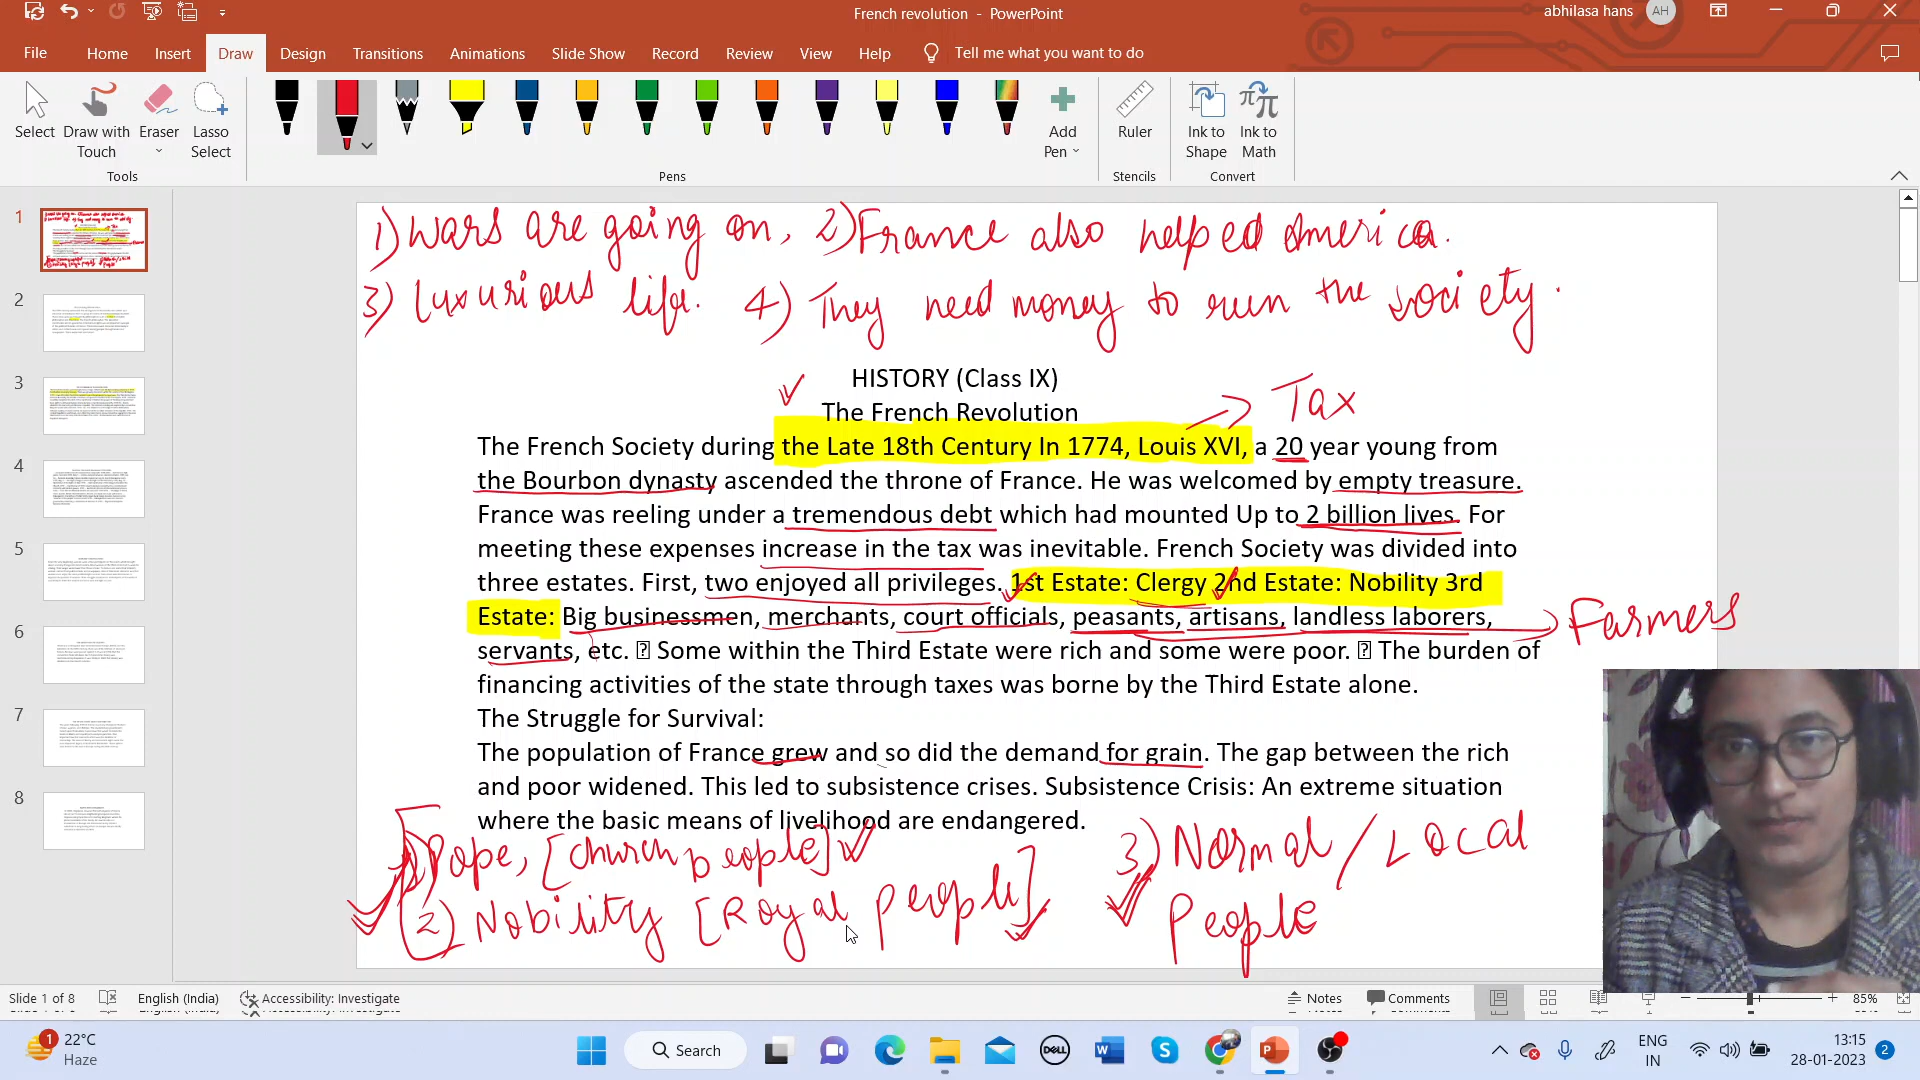 French revolution - PowerPoint
abhilasa hans AH
File Home Insert Draw Design Transitions Animations Slide Show Record Review View Help Tell me what you want to do
Select Draw with Touch Eraser Lasso Select
Add Pen Ruler Ink to Shape Ink to Math
Tools Pens Stencils Convert
1
2
3
4
5
6
7
8
1) Wars are going on, 2) France also helped America.
3) Luxurious life. 4) They need money to run the society.
HISTORY (Class IX)
Tax
The French Revolution
The French Society during the Late 18th Century In 1774, Louis XVI, a 20 year young from
the Bourbon dynasty ascended the throne of France. He was welcomed by empty treasure.
France was reeling under a tremendous debt which had mounted Up to 2 billion lives. For
meeting these expenses increase in the tax was inevitable. French Society was divided into
three estates. First, two enjoyed all privileges. 1st Estate: Clergy 2nd Estate: Nobility 3rd
Estate: Big businessmen, merchants, court officials, peasants, artisans, landless laborers,
Farmers
servants, etc. Some within the Third Estate were rich and some were poor. The burden of
financing activities of the state through taxes was borne by the Third Estate alone.
The Struggle for Survival:
The population of France grew and so did the demand for grain. The gap between the rich
and poor widened. This led to subsistence crises. Subsistence Crisis: An extreme situation
where the basic means of livelihood are endangered.
1) Pope, [Church people]
3) Normal / Local
2) Nobility [Royal people]
People
Slide 1 of 8 English (India) Accessibility: Investigate Notes Comments 85%
22°C
Haze
1
Search
DELL
ENG
IN
13:15
28-01-2023
2